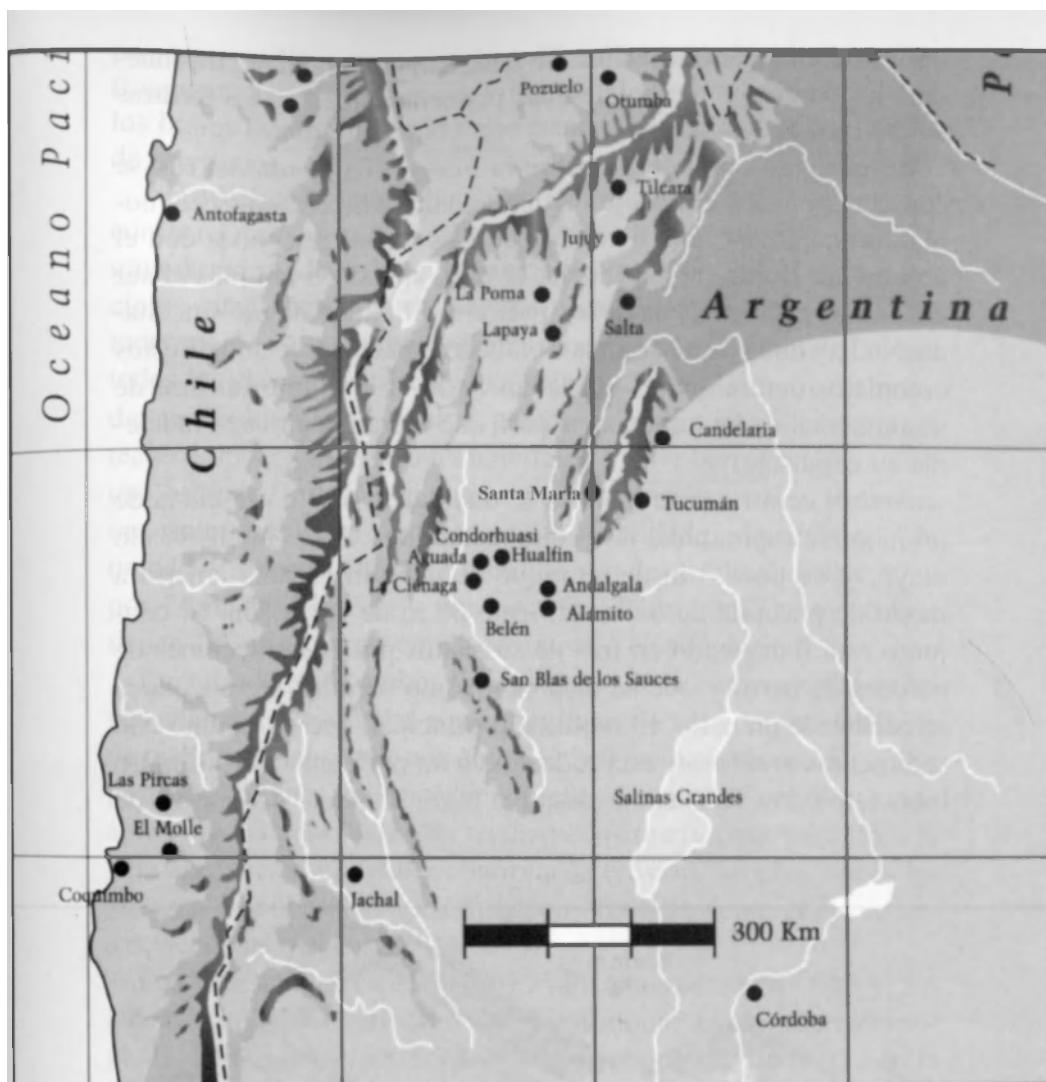 Oceano Pací
Chile
Argentina
P
Pozuelo
Otumba
Tilcara
Antofagasta
Jujuy
La Poma
Salta
Lapaya
Candelaria
Santa María
Tucumán
Condorhuasi
Aguada
Hualfín
La Ciénaga
Andalgala
Alamito
Belén
San Blas de los Sauces
Las Pircas
Salinas Grandes
El Molle
Coquimbo
Jachal
300 Km
Córdoba